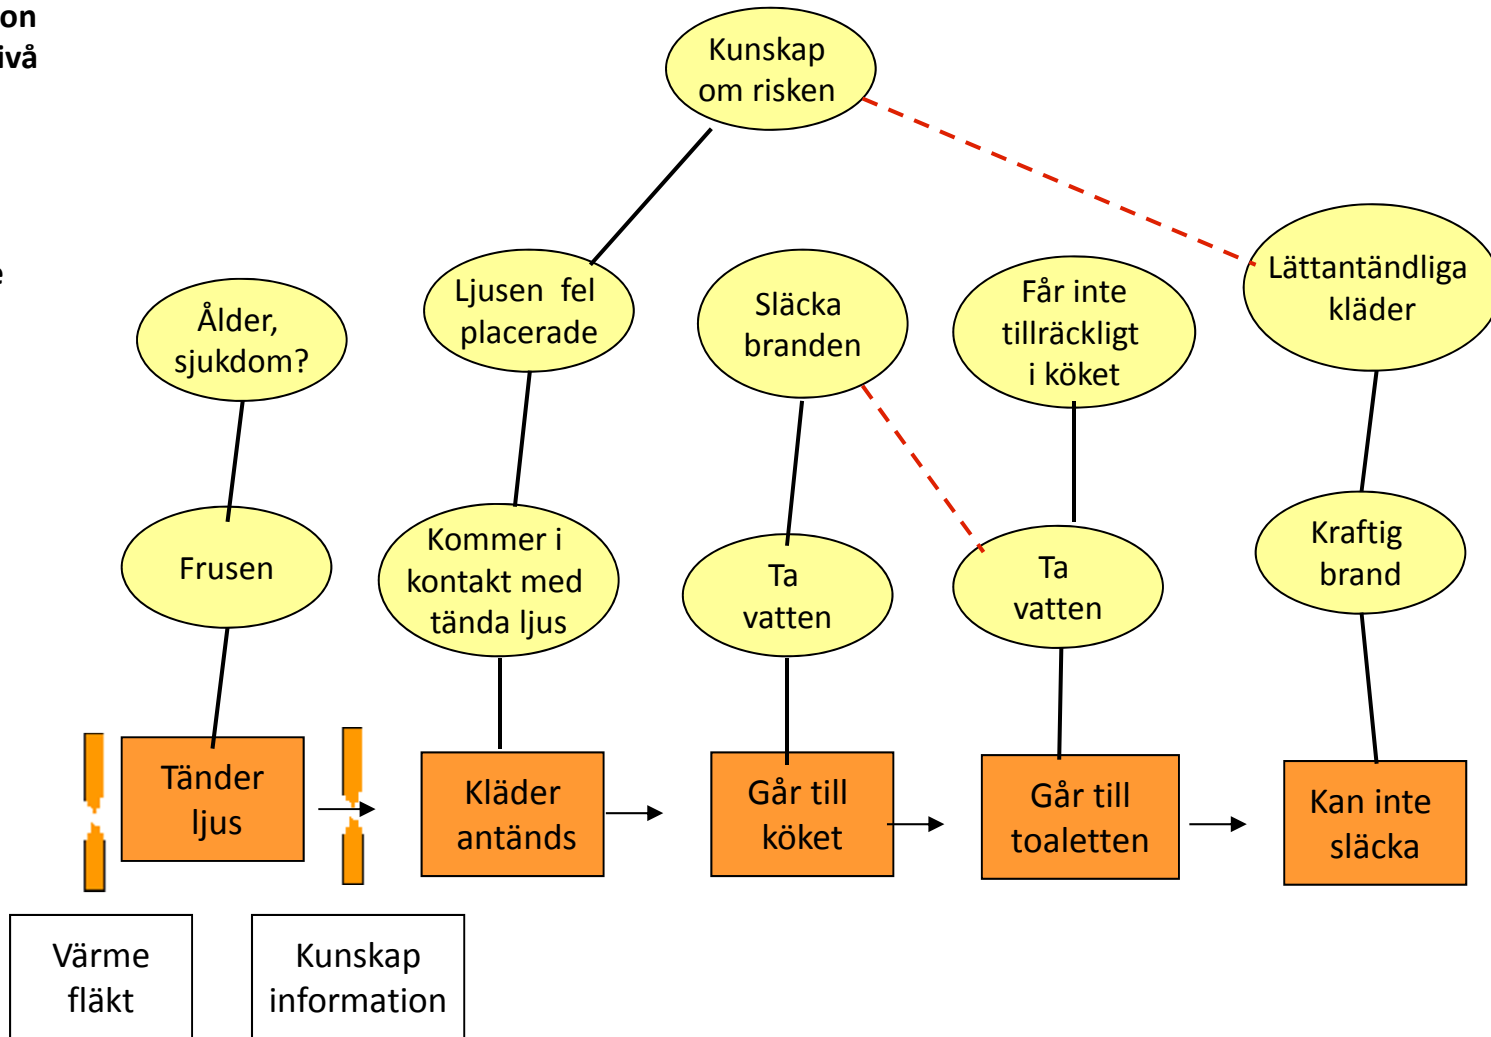 on
ivå
e
Kunskap
om risken
Ålder,
sjukdom?
Ljusen fel
placerade
Släcka
branden
Får inte
tillräckligt
i köket
Lättantändliga
kläder
Frusen
Kommer i
kontakt med
tända ljus
Ta
vatten
Ta
vatten
Kraftig
brand
Tänder
ljus
Kläder
antänds
Går till
köket
Går till
toaletten
Kan inte
släcka
Värme
fläkt
Kunskap
information